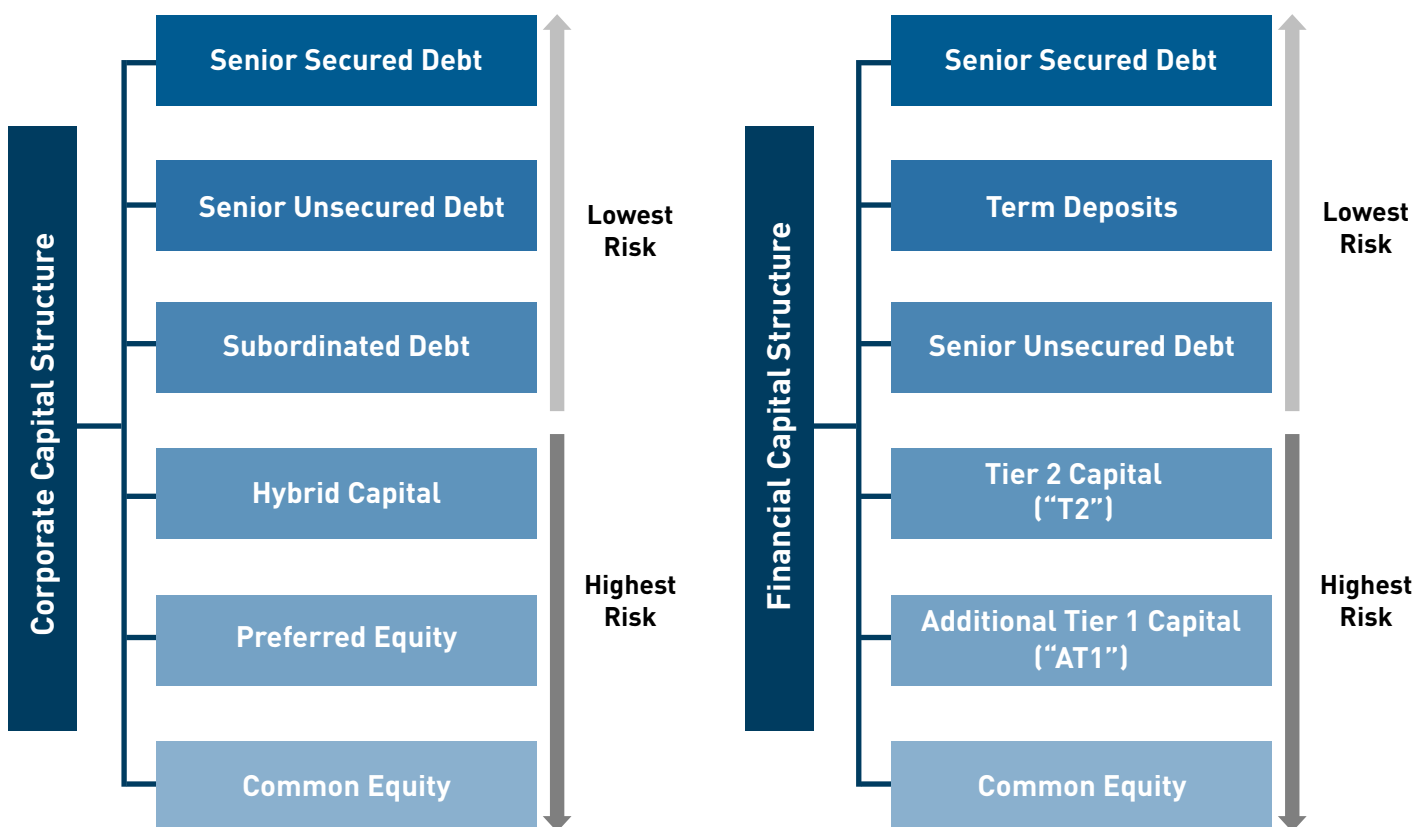 Corporate Capital Structure
Senior Secured Debt
Senior Unsecured Debt
Subordinated Debt
Hybrid Capital
Preferred Equity
Common Equity
Lowest
Risk
Highest
Risk
Financial Capital Structure
Senior Secured Debt
Term Deposits
Senior Unsecured Debt
Tier 2 Capital
(“T2”)
Additional Tier 1 Capital
(“AT1”)
Common Equity
Lowest
Risk
Highest
Risk